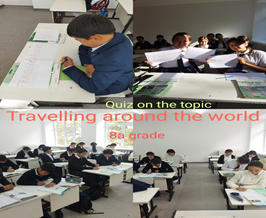 Quiz on the topic
Travelling around the world
8a grade